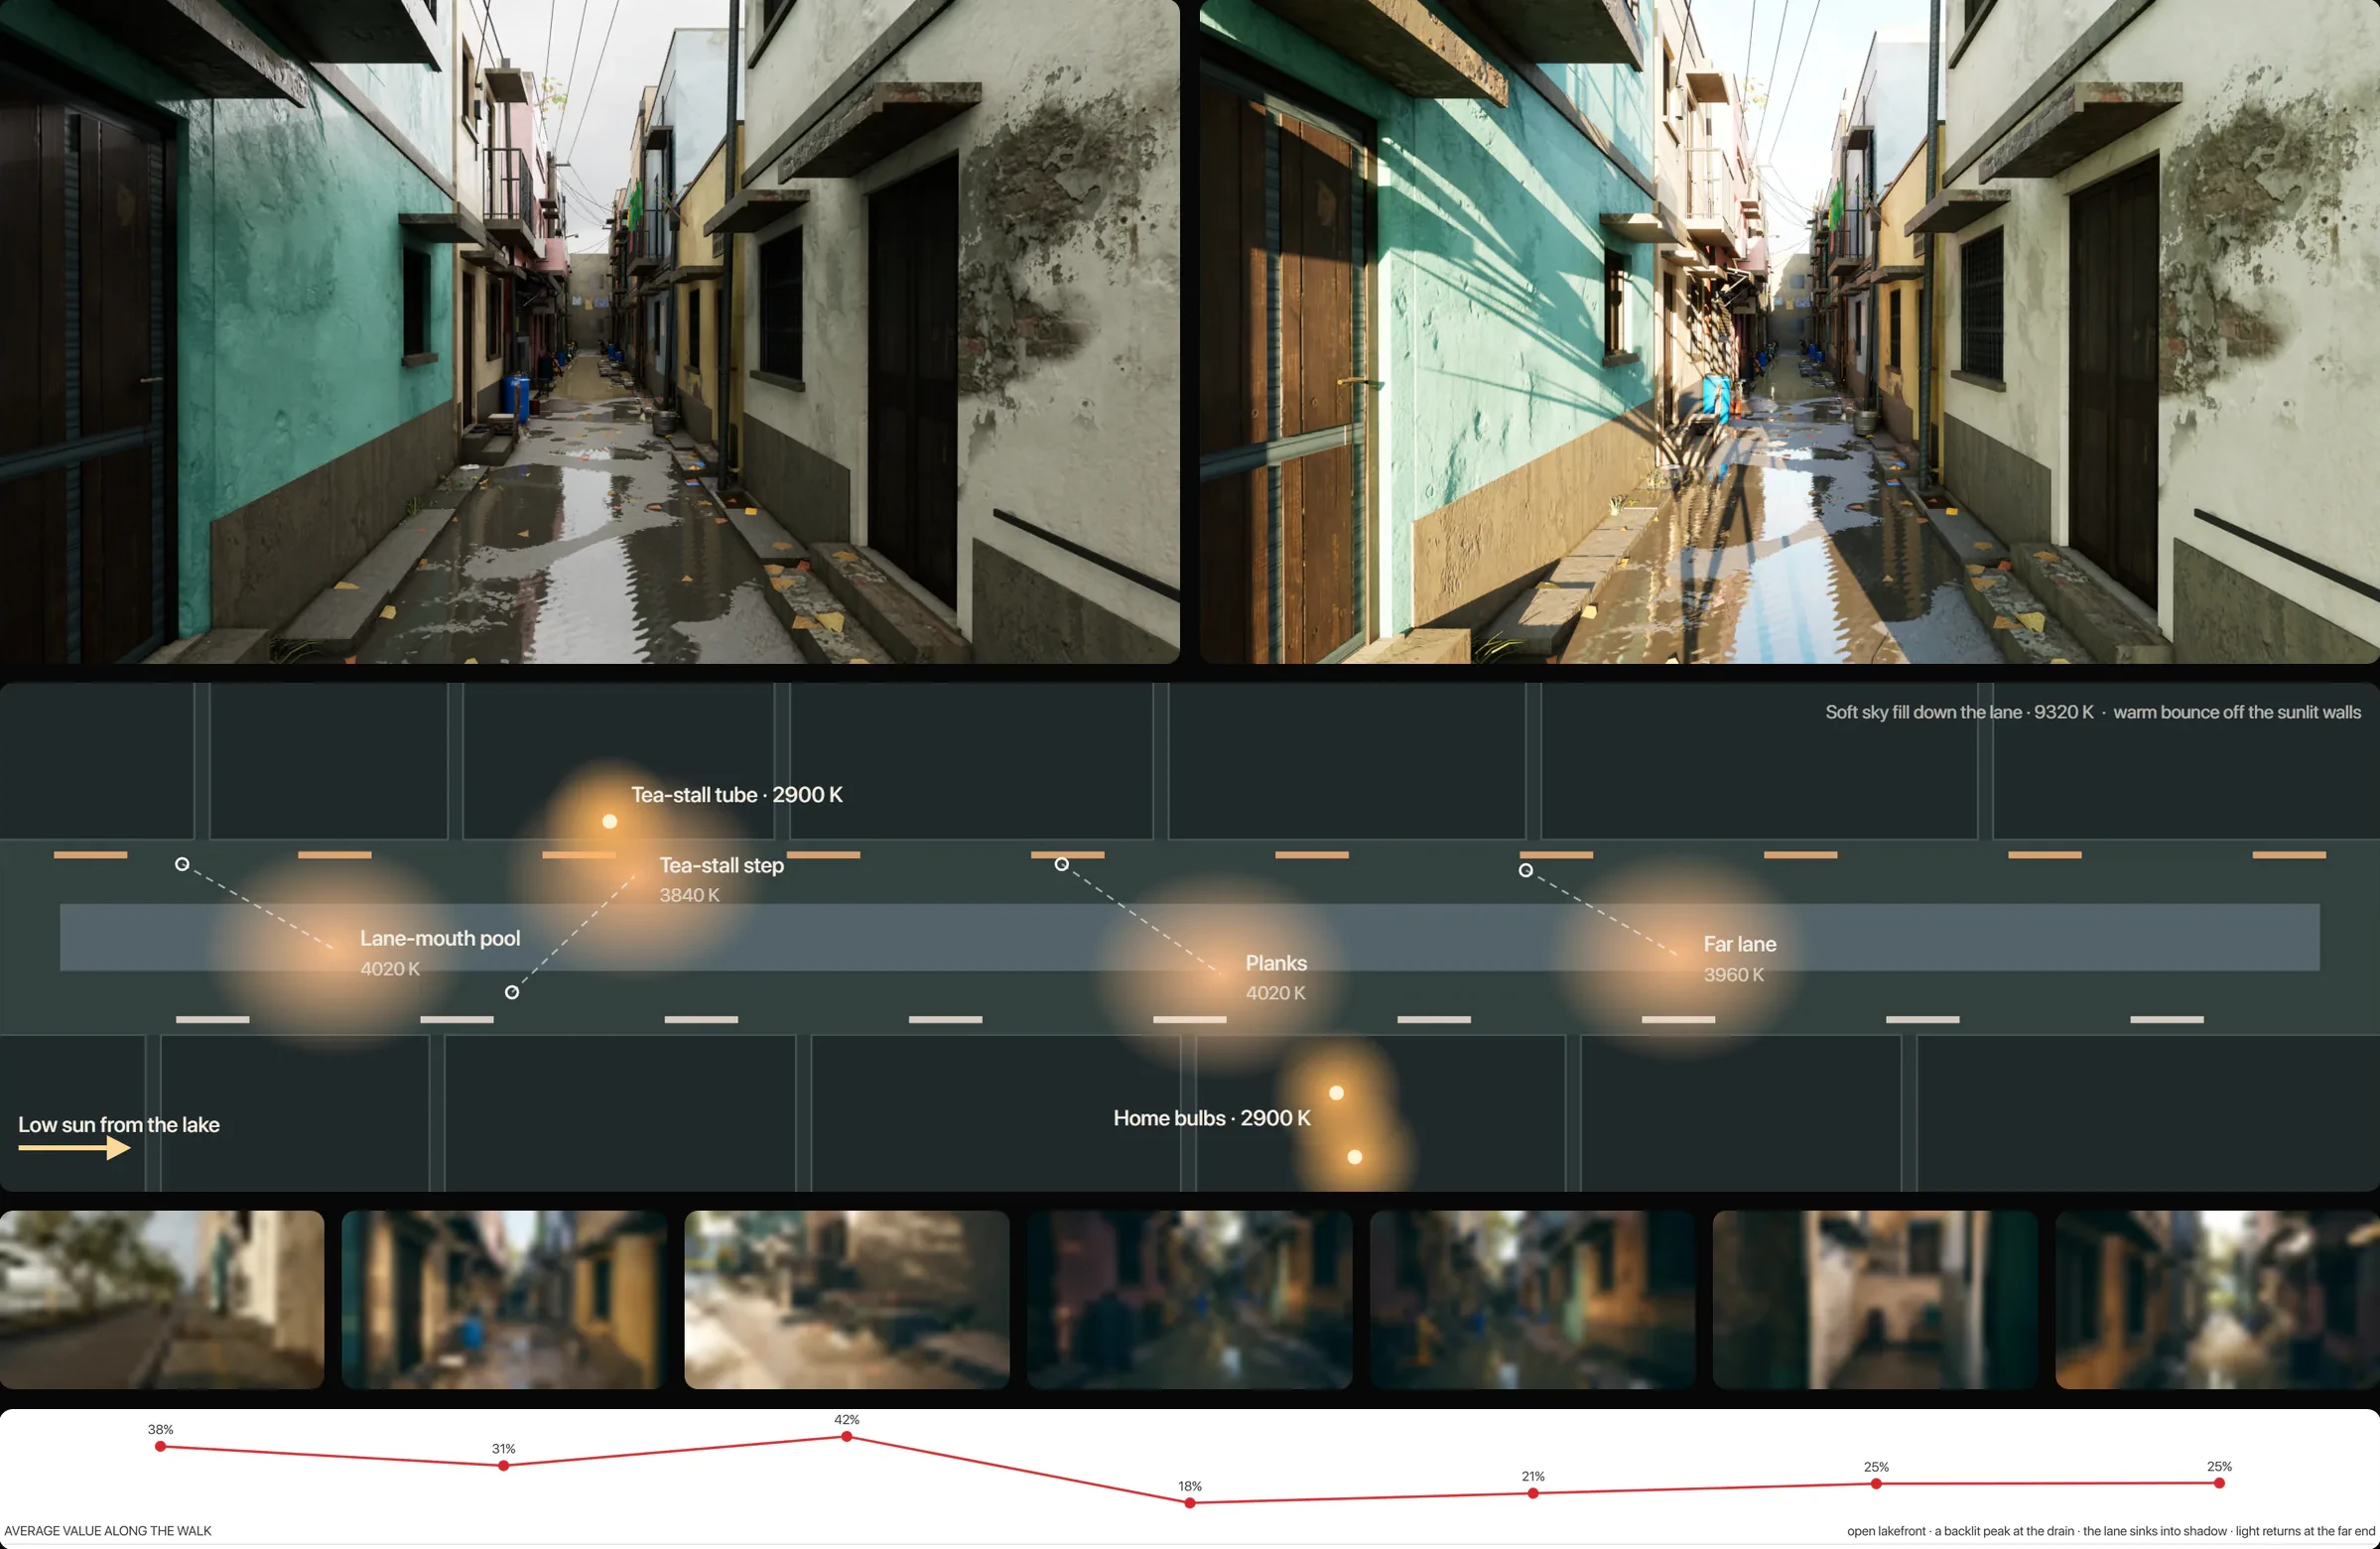 Soft sky fill down the lane · 9320 K · warm bounce off the sunlit walls
Tea-stall tube · 2900 K
Tea-stall step
3840 K
Lane-mouth pool
4020 K
Planks
4020 K
Far lane
3960 K
Home bulbs · 2900 K
Low sun from the lake
38%
31%
42%
18%
21%
25%
25%
AVERAGE VALUE ALONG THE WALK
open lakefront · a backlit peak at the drain · the lane sinks into shadow · light returns at the far end